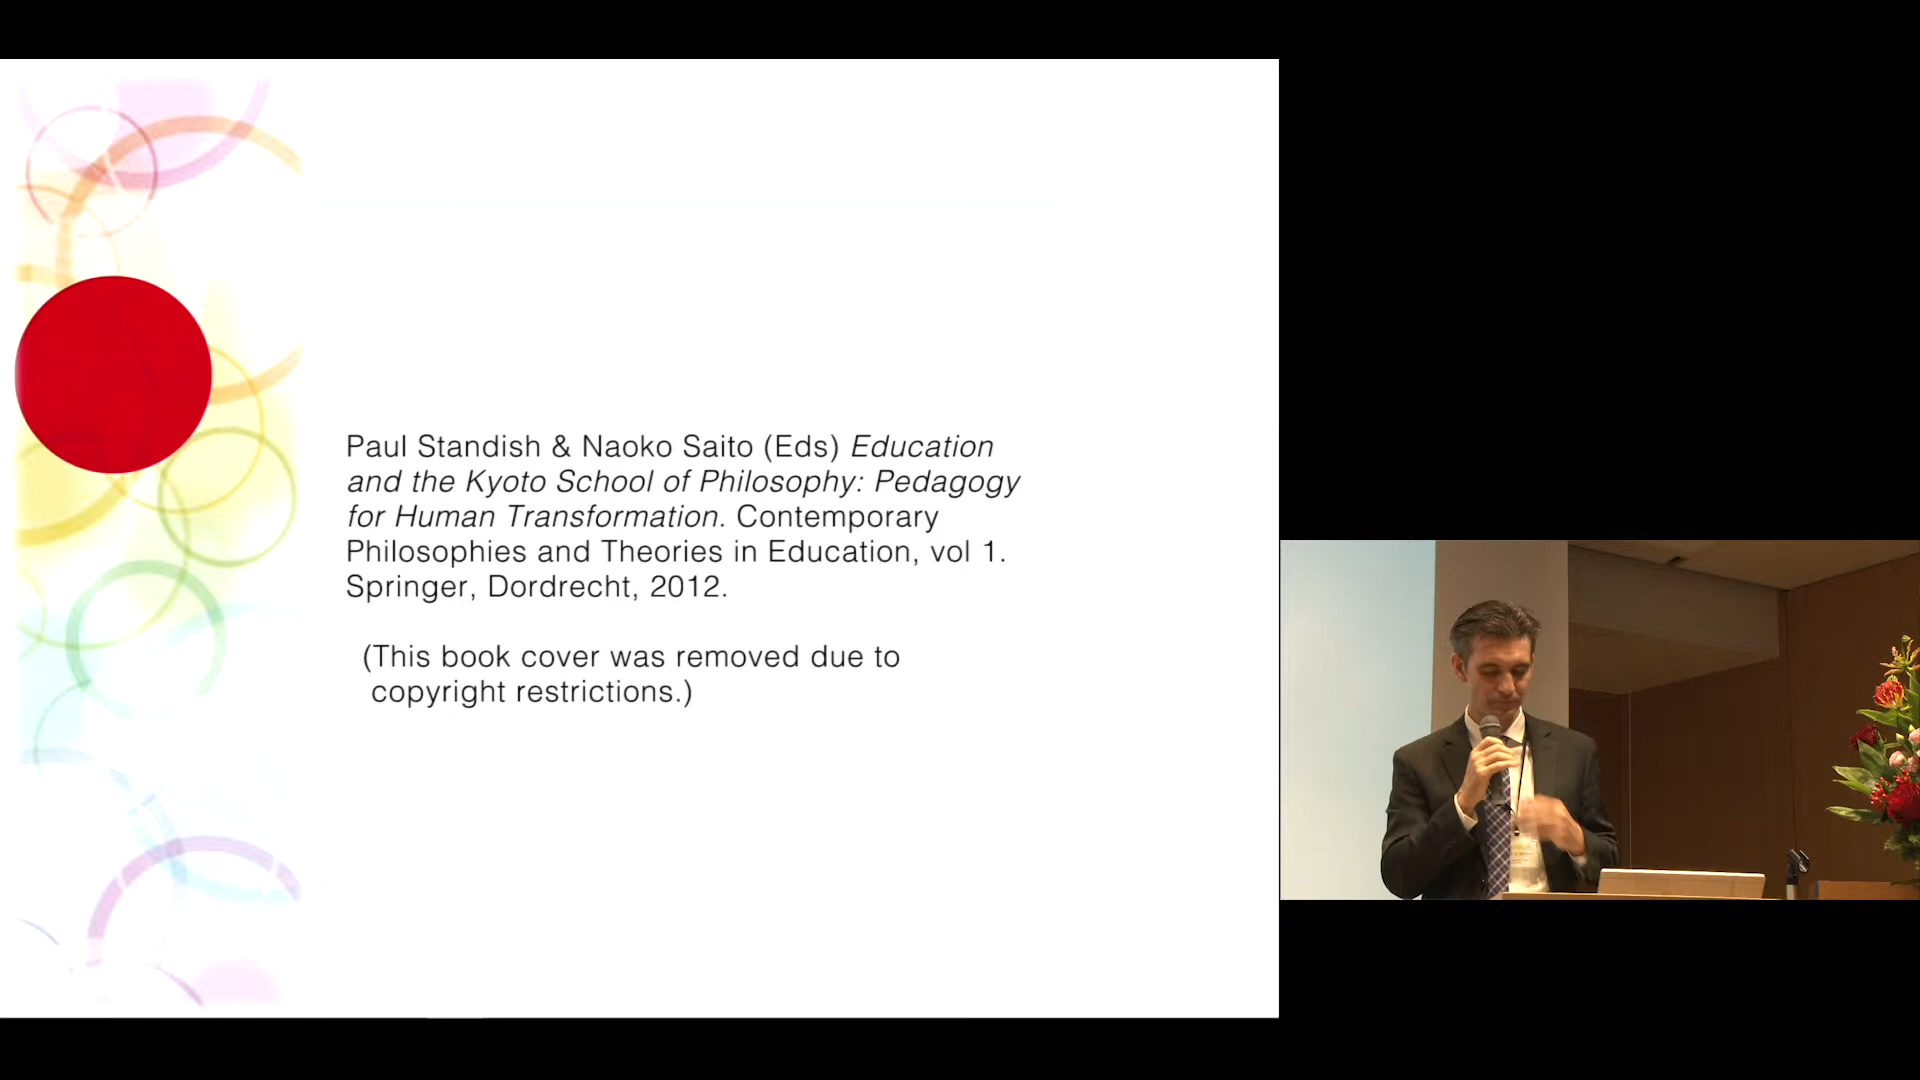 Paul Standish & Naoko Saito (Eds) Education
and the Kyoto School of Philosophy: Pedagogy
for Human Transformation. Contemporary
Philosophies and Theories in Education, vol 1.
Springer, Dordrecht, 2012.
(This book cover was removed due to
copyright restrictions.)